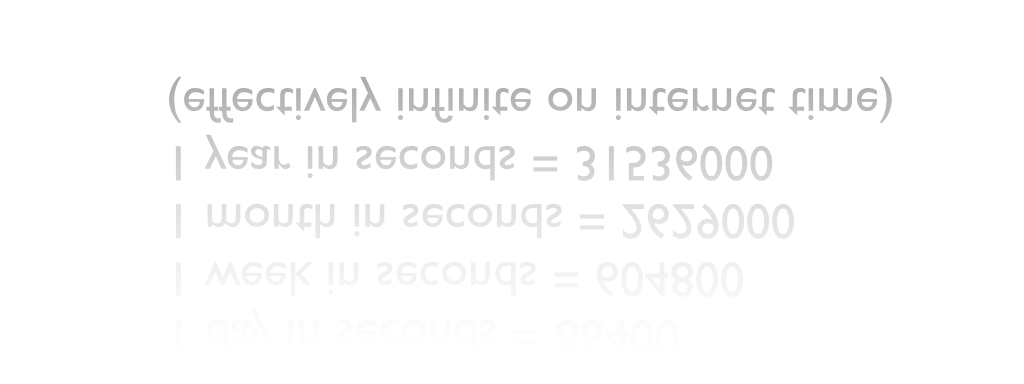 1 day in seconds = 86400
1 week in seconds = 604800
1 month in seconds = 2629000
1 year in seconds = 31536000
(effectively infinite on internet time)